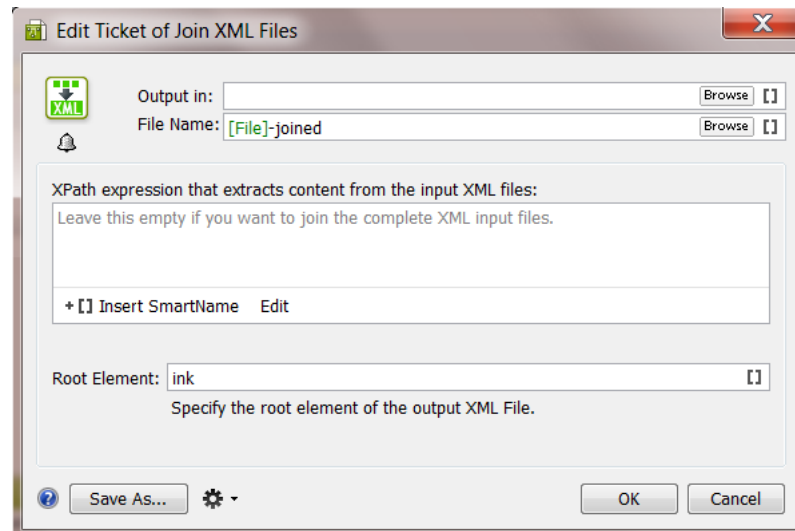 Edit Ticket of Join XML Files
X
XML
Output in:
Browse []
File Name: [File]-joined
Browse []
XPath expression that extracts content from the input XML files:
Leave this empty if you want to join the complete XML input files.
+ [] Insert SmartName Edit
Root Element: ink []
Specify the root element of the output XML File.
? Save As... OK Cancel